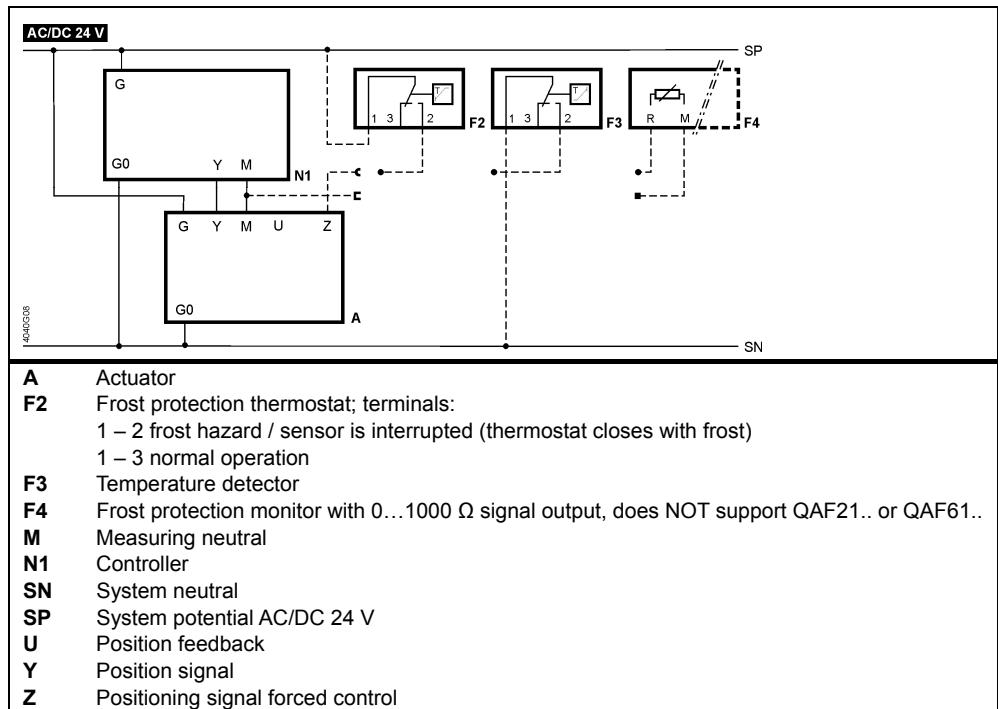 AC/DC 24 V
SP
G
1 3 2
F2
1 3 2
F3
R M
F4
G0 Y M
N1
G Y M U Z
G0
A
4040G08
SN
A Actuator
F2 Frost protection thermostat; terminals:
1 – 2 frost hazard / sensor is interrupted (thermostat closes with frost)
1 – 3 normal operation
F3 Temperature detector
F4 Frost protection monitor with 0…1000 Ω signal output, does NOT support QAF21.. or QAF61..
M Measuring neutral
N1 Controller
SN System neutral
SP System potential AC/DC 24 V
U Position feedback
Y Position signal
Z Positioning signal forced control